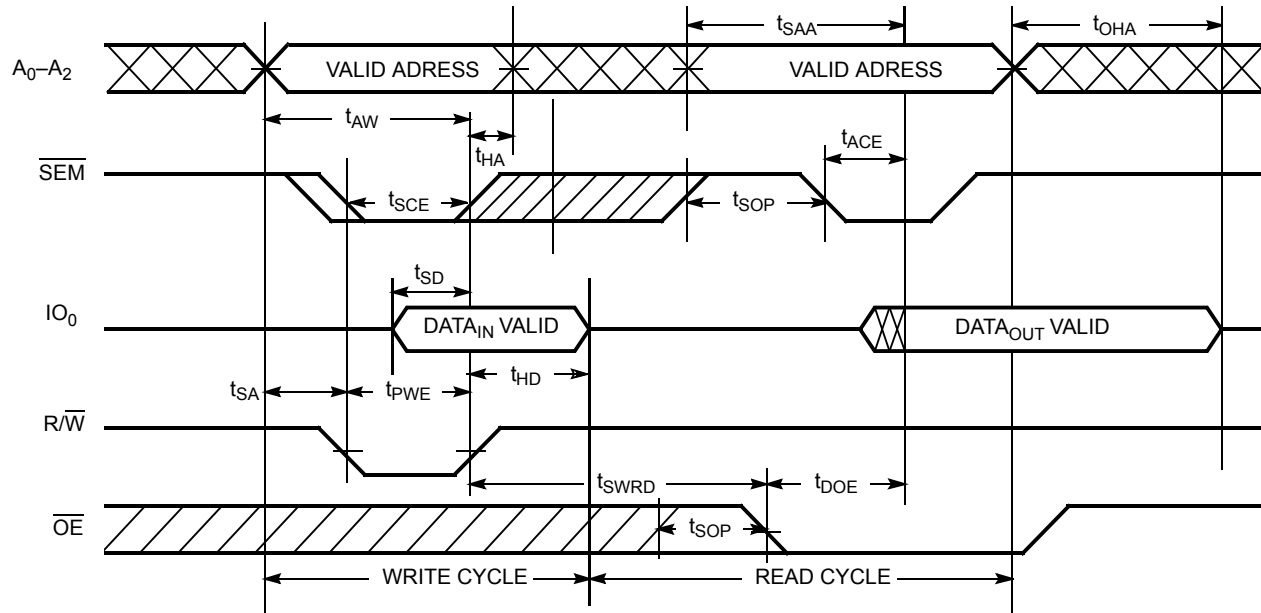 tSAA
tOHA
A0–A2
VALID ADRESS
VALID ADRESS
tAW
tHA
tACE
SEM
tSCE
tSOP
tSD
IO0
DATAIN VALID
DATAOUT VALID
tSA
tPWE
tHD
R/W
tSWRD
tDOE
OE
tSOP
WRITE CYCLE
READ CYCLE